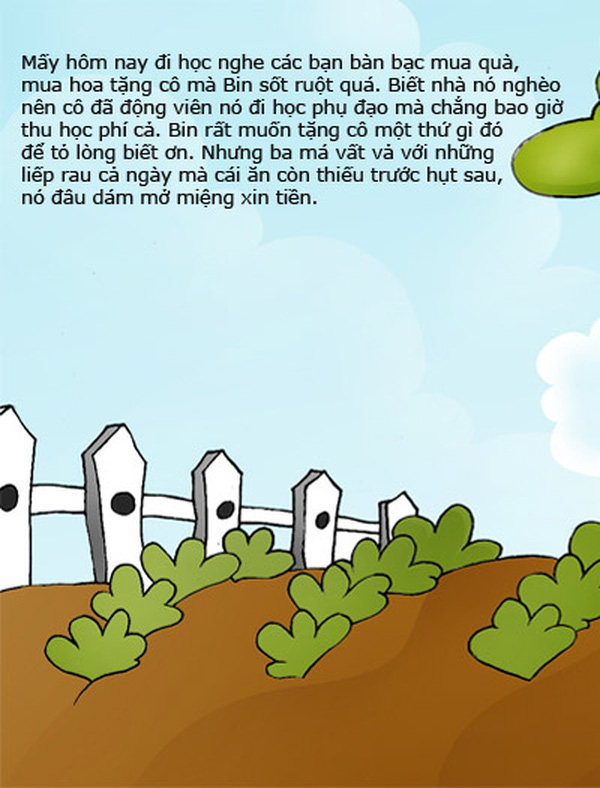 Mấy hôm nay đi học nghe các bạn bàn bạc mua quà,
mua hoa tặng cô mà Bin sốt ruột quá. Biết nhà nó nghèo
nên cô đã động viên nó đi học phụ đạo mà chẳng bao giờ
thu học phí cả. Bin rất muốn tặng cô một thứ gì đó
để tỏ lòng biết ơn. Nhưng ba má vất vả với những
liếp rau cả ngày mà cái ăn còn thiếu trước hụt sau,
nó đâu dám mở miệng xin tiền.